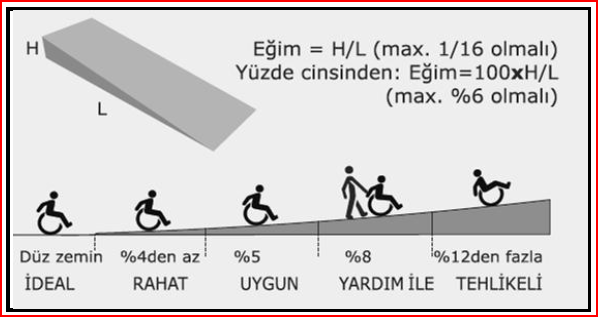 H
L
Eğim = H/L (max. 1/16 olmalı)
Yüzde cinsinden: Eğim=100xH/L
(max. %6 olmalı)
Düz zemin %4den az %5 %8 %12den fazla
İDEAL RAHAT UYGUN YARDIM İLE TEHLİKELİ